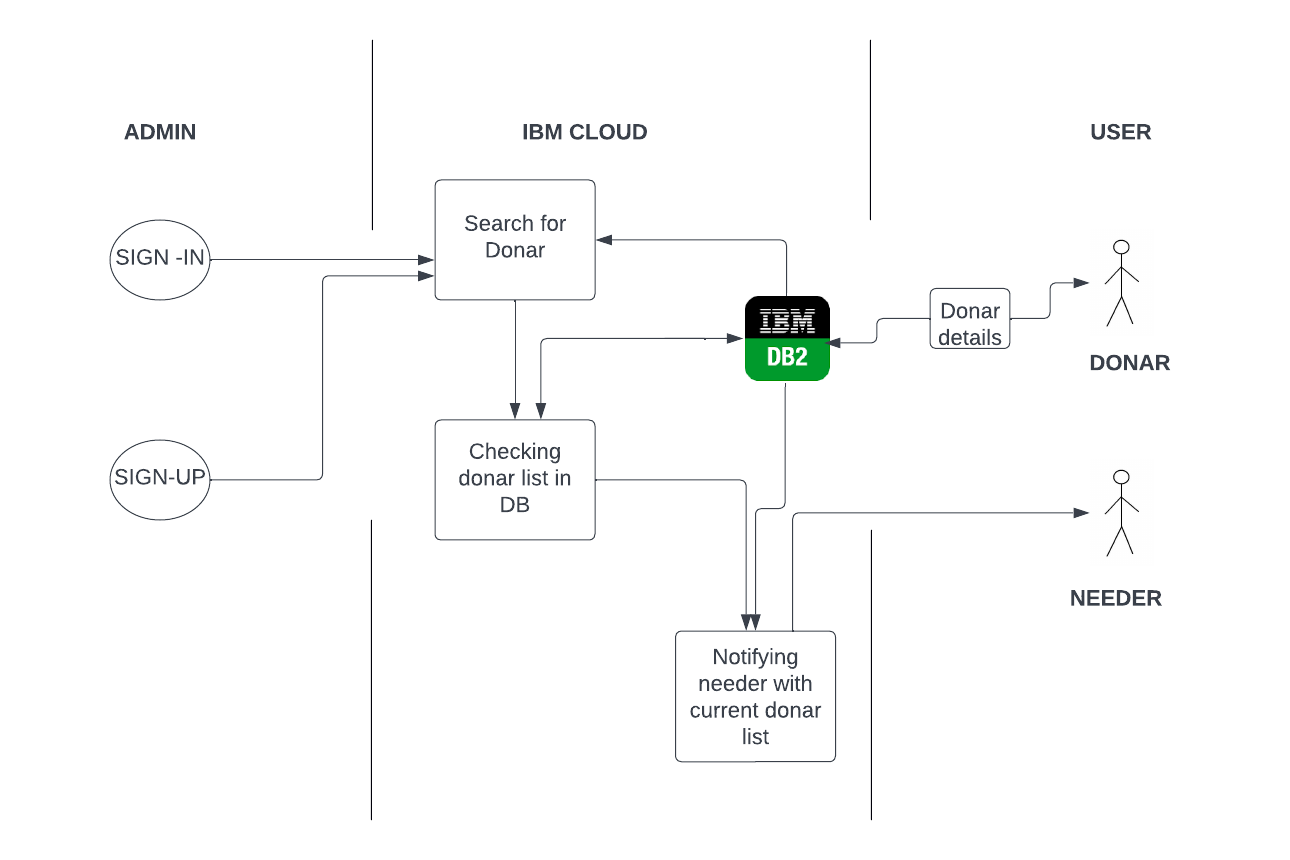 ADMIN
IBM CLOUD
USER
Search for
Donar
SIGN -IN
IBM
DB2
Donar
details
DONAR
Checking
donar list in
DB
SIGN-UP
NEEDER
Notifying
needer with
current donar
list